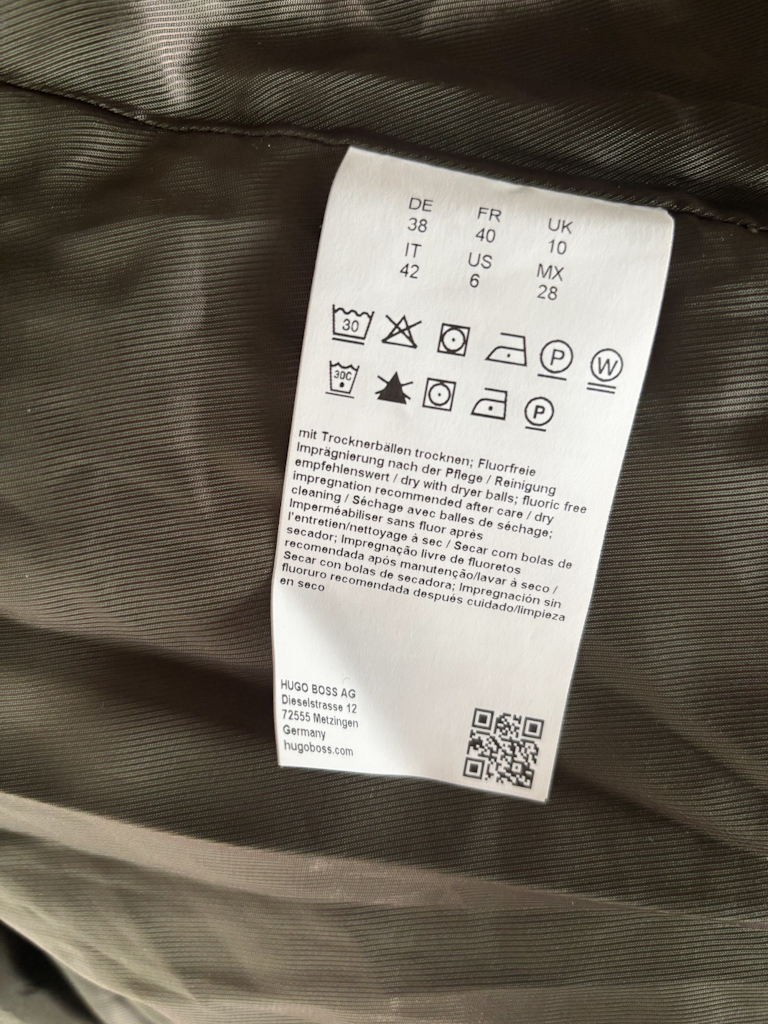 DE FR UK
38 40 10
IT US MX
42 6 28
30 P W
30C P
mit Trocknerbällen trocknen; Fluorfreie
Imprägnierung nach der Pflege / Reinigung
empfehlenswert / dry with dryer balls; fluoric free
impregnation recommended after care / dry
cleaning / Séchage avec balles de séchage;
Imperméabiliser sans fluor après
l'entretien/nettoyage à sec / Secar com bolas de
secador; Impregnação livre de fluoretos
recomendada após manutenção/lavar à seco /
Secar con bolas de secadora; Impregnación sin
fluoruro recomendada después cuidado/limpieza
en seco
HUGO BOSS AG
Dieselstrasse 12
72555 Metzingen
Germany
hugoboss.com